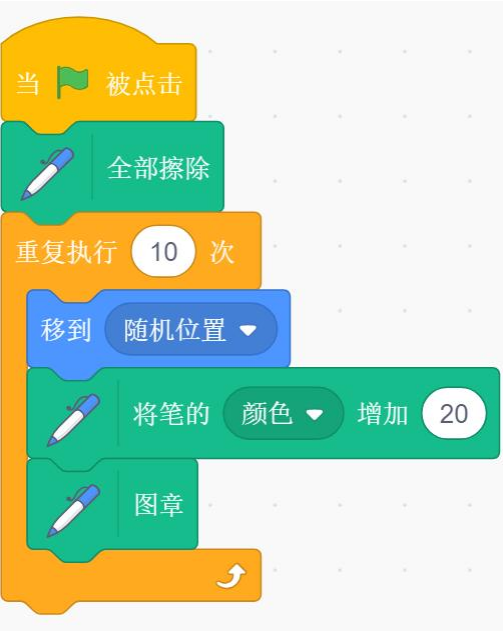 当 被点击
全部擦除
重复执行 10 次
移到 随机位置
将笔的 颜色 增加 20
图章